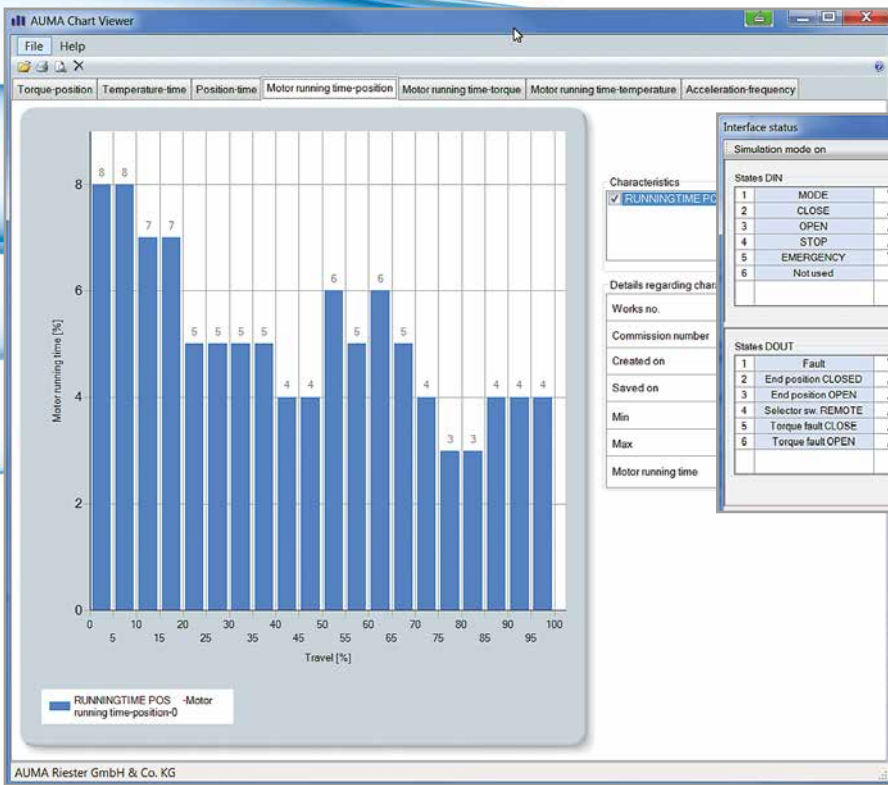 AUMA Chart Viewer
File Help
Torque-position Temperature-time Position-time Motor running time-position Motor running time-torque Motor running time-temperature Acceleration-frequency
8 8 7 7 5 5 5 5 4 4 6 5 6 5 4 3 3 4 4 4
8
6
4
2
0
Motor running time [%]
0 10 20 30 40 50 60 70 80 90 100
5 15 25 35 45 55 65 75 85 95
Travel [%]
RUNNINGTIME POS -Motor
running time-position-0
Characteristics
RUNNINGTIME PO
Details regarding char
Works no.
Commission number
Created on
Saved on
Min
Max
Motor running time
Interface status
Simulation mode on
States DIN
1 MODE
2 CLOSE
3 OPEN
4 STOP
5 EMERGENCY
6 Not used
States DOUT
1 Fault
2 End position CLOSED
3 End position OPEN
4 Selector sw. REMOTE
5 Torque fault CLOSE
6 Torque fault OPEN
AUMA Riester GmbH & Co. KG